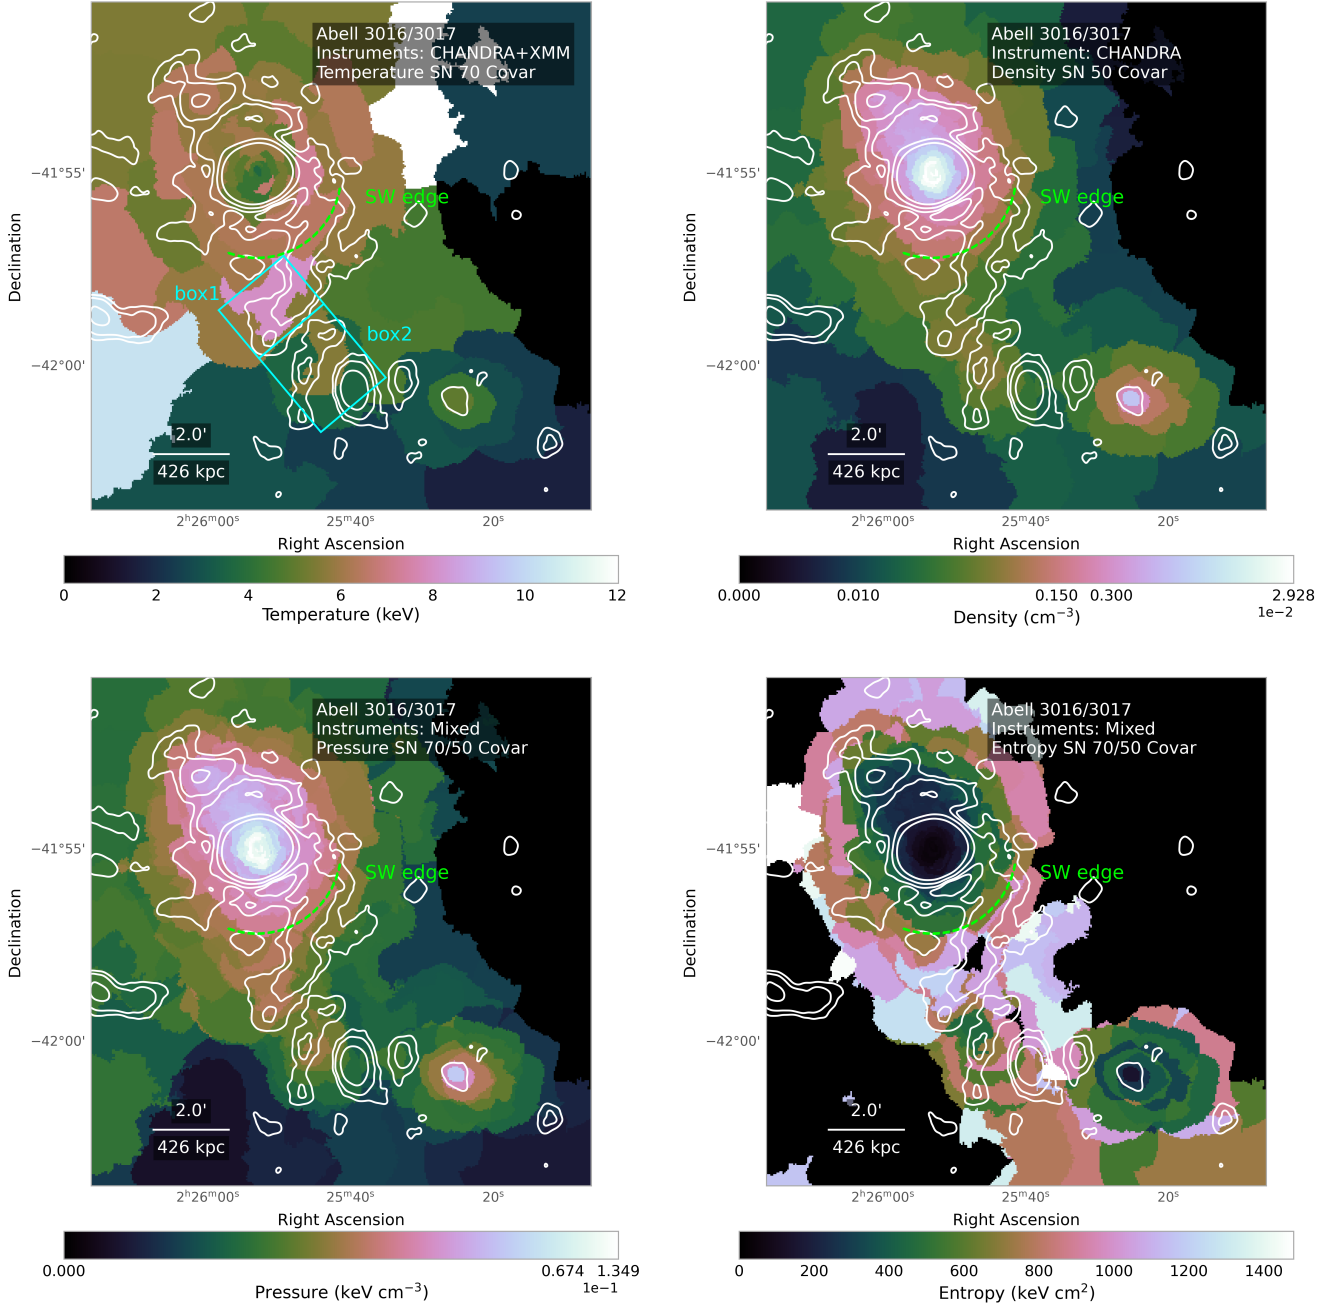 Abell 3016/3017
Instruments: CHANDRA+XMM
Temperature SN 70 Covar
SW edge
box1
box2
2.0'
426 kpc
−41°55'
−42°00'
Declination
2ʰ26ᵐ00ˢ
25ᵐ40ˢ
20ˢ
Right Ascension
0 2 4 6 8 10 12
Temperature (keV)
Abell 3016/3017
Instrument: CHANDRA
Density SN 50 Covar
SW edge
2.0'
426 kpc
Declination
2ʰ26ᵐ00ˢ
25ᵐ40ˢ
20ˢ
Right Ascension
0.000 0.010 0.150 0.300 2.928
1e−2
Density (cm⁻³)
Abell 3016/3017
Instruments: Mixed
Pressure SN 70/50 Covar
SW edge
2.0'
426 kpc
−41°55'
−42°00'
Declination
2ʰ26ᵐ00ˢ
25ᵐ40ˢ
20ˢ
Right Ascension
0.000 0.674 1.349
1e−1
Pressure (keV cm⁻³)
Abell 3016/3017
Instruments: Mixed
Entropy SN 70/50 Covar
SW edge
2.0'
426 kpc
−41°55'
−42°00'
Declination
2ʰ26ᵐ00ˢ
25ᵐ40ˢ
20ˢ
Right Ascension
0 200 400 600 800 1000 1200 1400
Entropy (keV cm²)